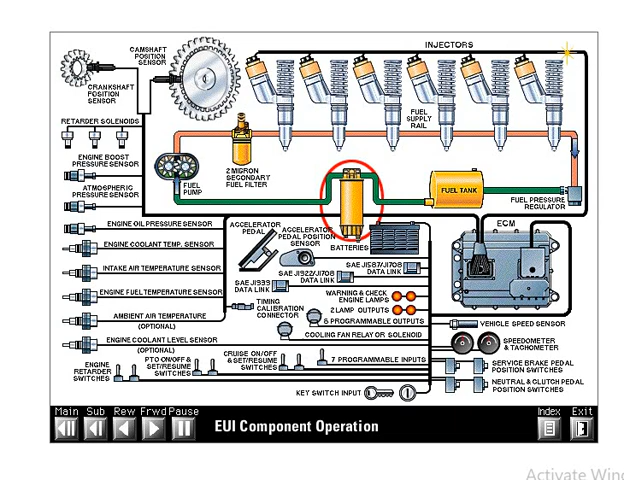 INJECTORS
CAMSHAFT
POSITION
SENSOR
CRANKSHAFT
POSITION
SENSOR
RETARDER SOLENOIDS
FUEL
SUPPLY
RAIL
ENGINE BOOST
PRESSURE SENSOR
2 MIGRON
SECONDART
FUEL FILTER
FUEL
PUMP
FUEL TANK
FUEL PRESSURE
REGULATOR
ATMOSPHERIC
PRESSURE SENSOR
ENGINE OIL PRESSURE SENSOR
ACCELERATOR
PEDAL
ACCELERATOR
PEDAL POSITION
SENSOR
BATTERIES
ECM
ENGINE COOLANT TEMP. SENSOR
INTAKE AIR TEMPERATURE SENSOR
SAE J1587/J1708
DATA LINK
SAE J1922/J1708
DATA LINK
SAE J1939
DATA LINK
ENGINE FUEL TEMPERATURE SENSOR
WARNING & CHECK
ENGINE LAMPS
TIMING
CALIBRATION
CONNECTOR
2 LAMP OUTPUTS
AMBIENT AIR TEMPERATURE
(OPTIONAL)
5 PROGRAMMABLE OUTPUTS
VEHICLE SPEED SENSOR
COOLING FAN RELAY OR SOLENOID
ENGINE COOLANT LEVEL SENSOR
(OPTIONAL)
SPEEDOMETER
& TACHOMETER
PTO ON/OFF &
SET/RESUME
SWITCHES
CRUISE ON/OFF
& SET/RESUME
SWITCHES
7 PROGRAMMABLE INPUTS
ENGINE
RETARDER
SWITCHES
SERVICE BRAKE PEDAL
POSITION SWITCHES
NEUTRAL & CLUTCH PEDAL
POSITION SWITCHES
KEY SWITCH INPUT
Main Sub Rew Frwd Pause
EUI Component Operation
Index Exit
Activate Wind